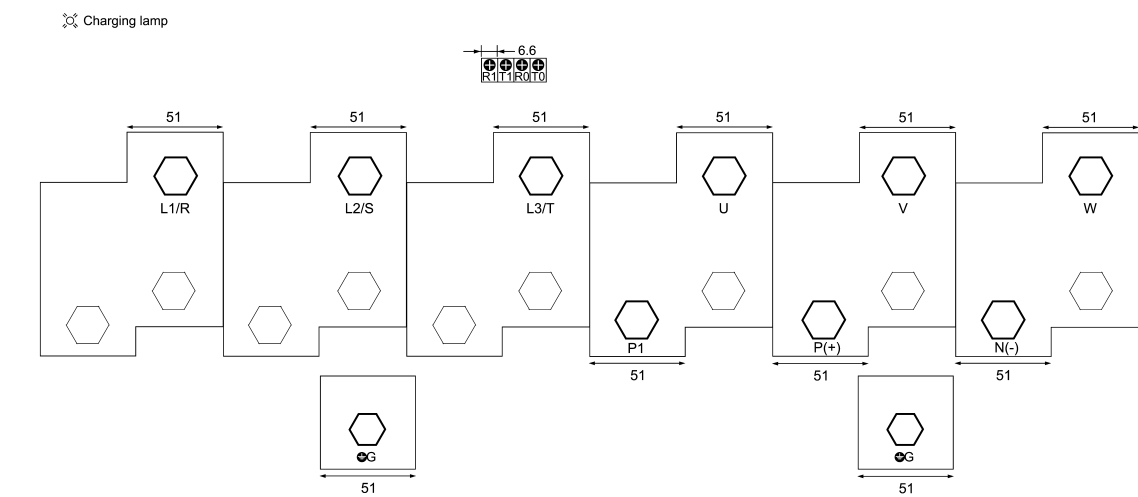 Charging lamp
6.6
R1 T1 R0 T0
51 51 51 51 51 51
L1/R L2/S L3/T U V W
P1 P(+) N(-)
51 51 51
G G
51 51